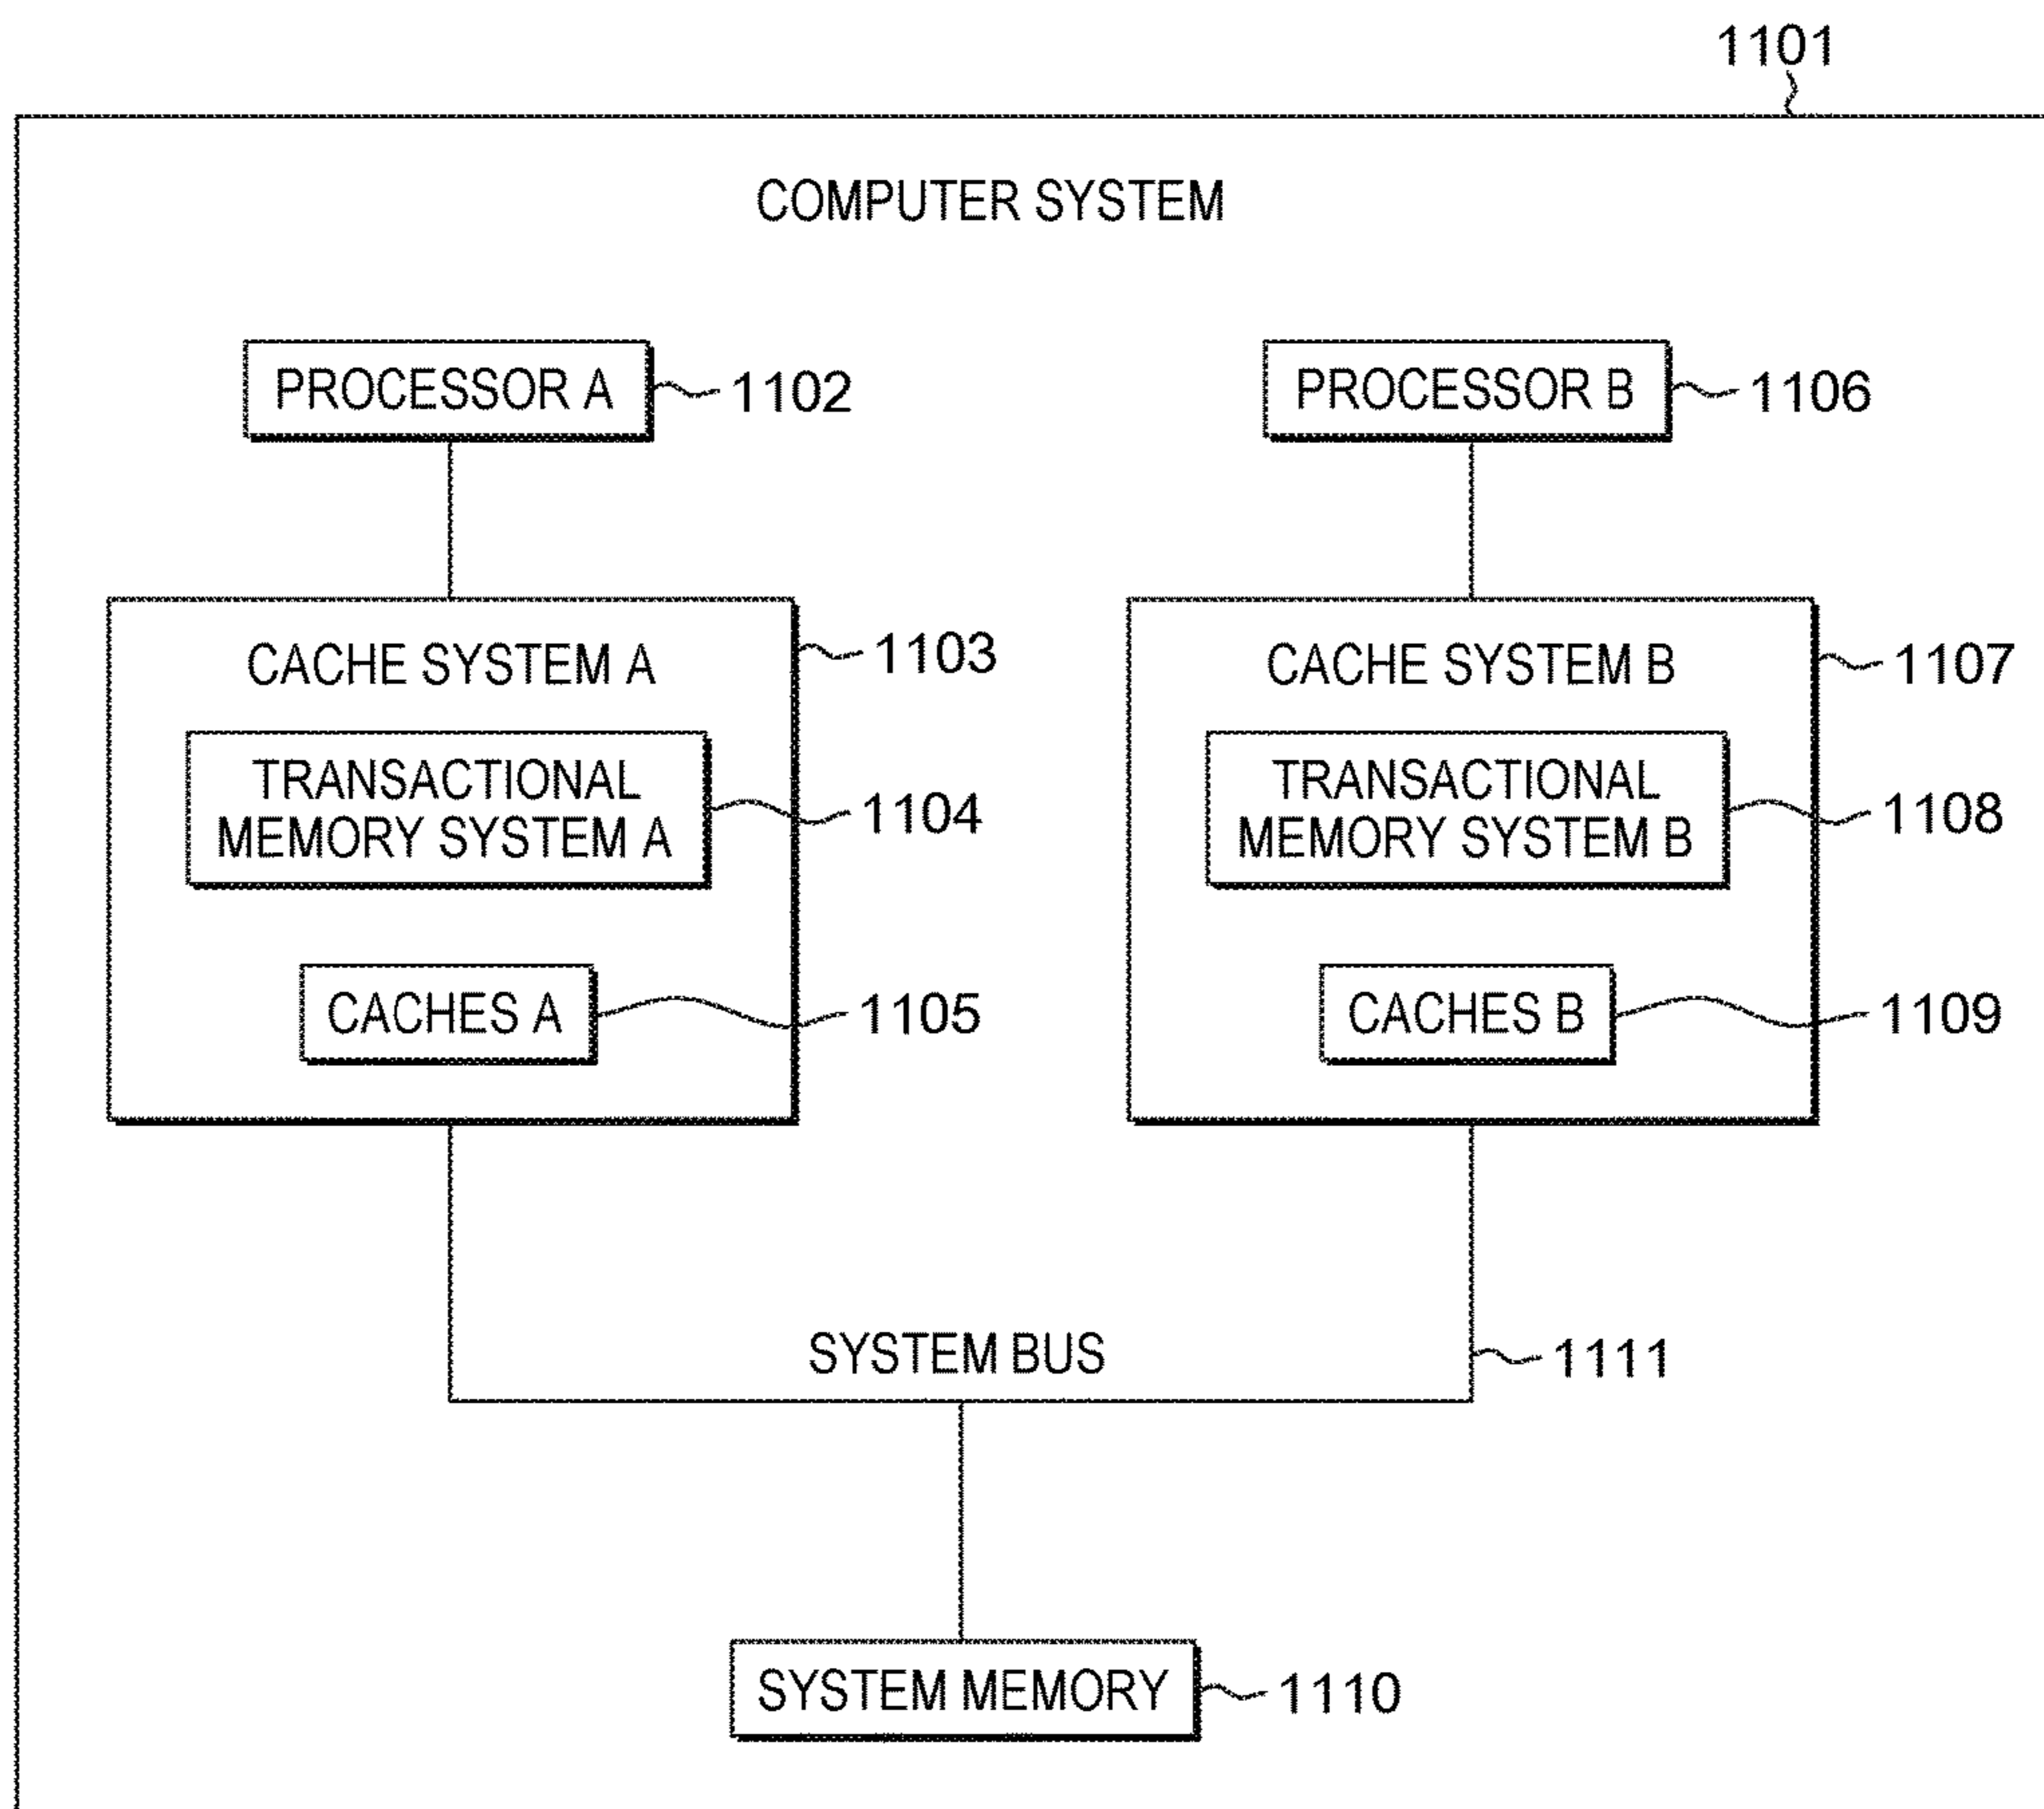 1101
COMPUTER SYSTEM
PROCESSOR A
1102
PROCESSOR B
1106
CACHE SYSTEM A
1103
TRANSACTIONAL
MEMORY SYSTEM A
1104
CACHES A
1105
CACHE SYSTEM B
1107
TRANSACTIONAL
MEMORY SYSTEM B
1108
CACHES B
1109
SYSTEM BUS
1111
SYSTEM MEMORY
1110